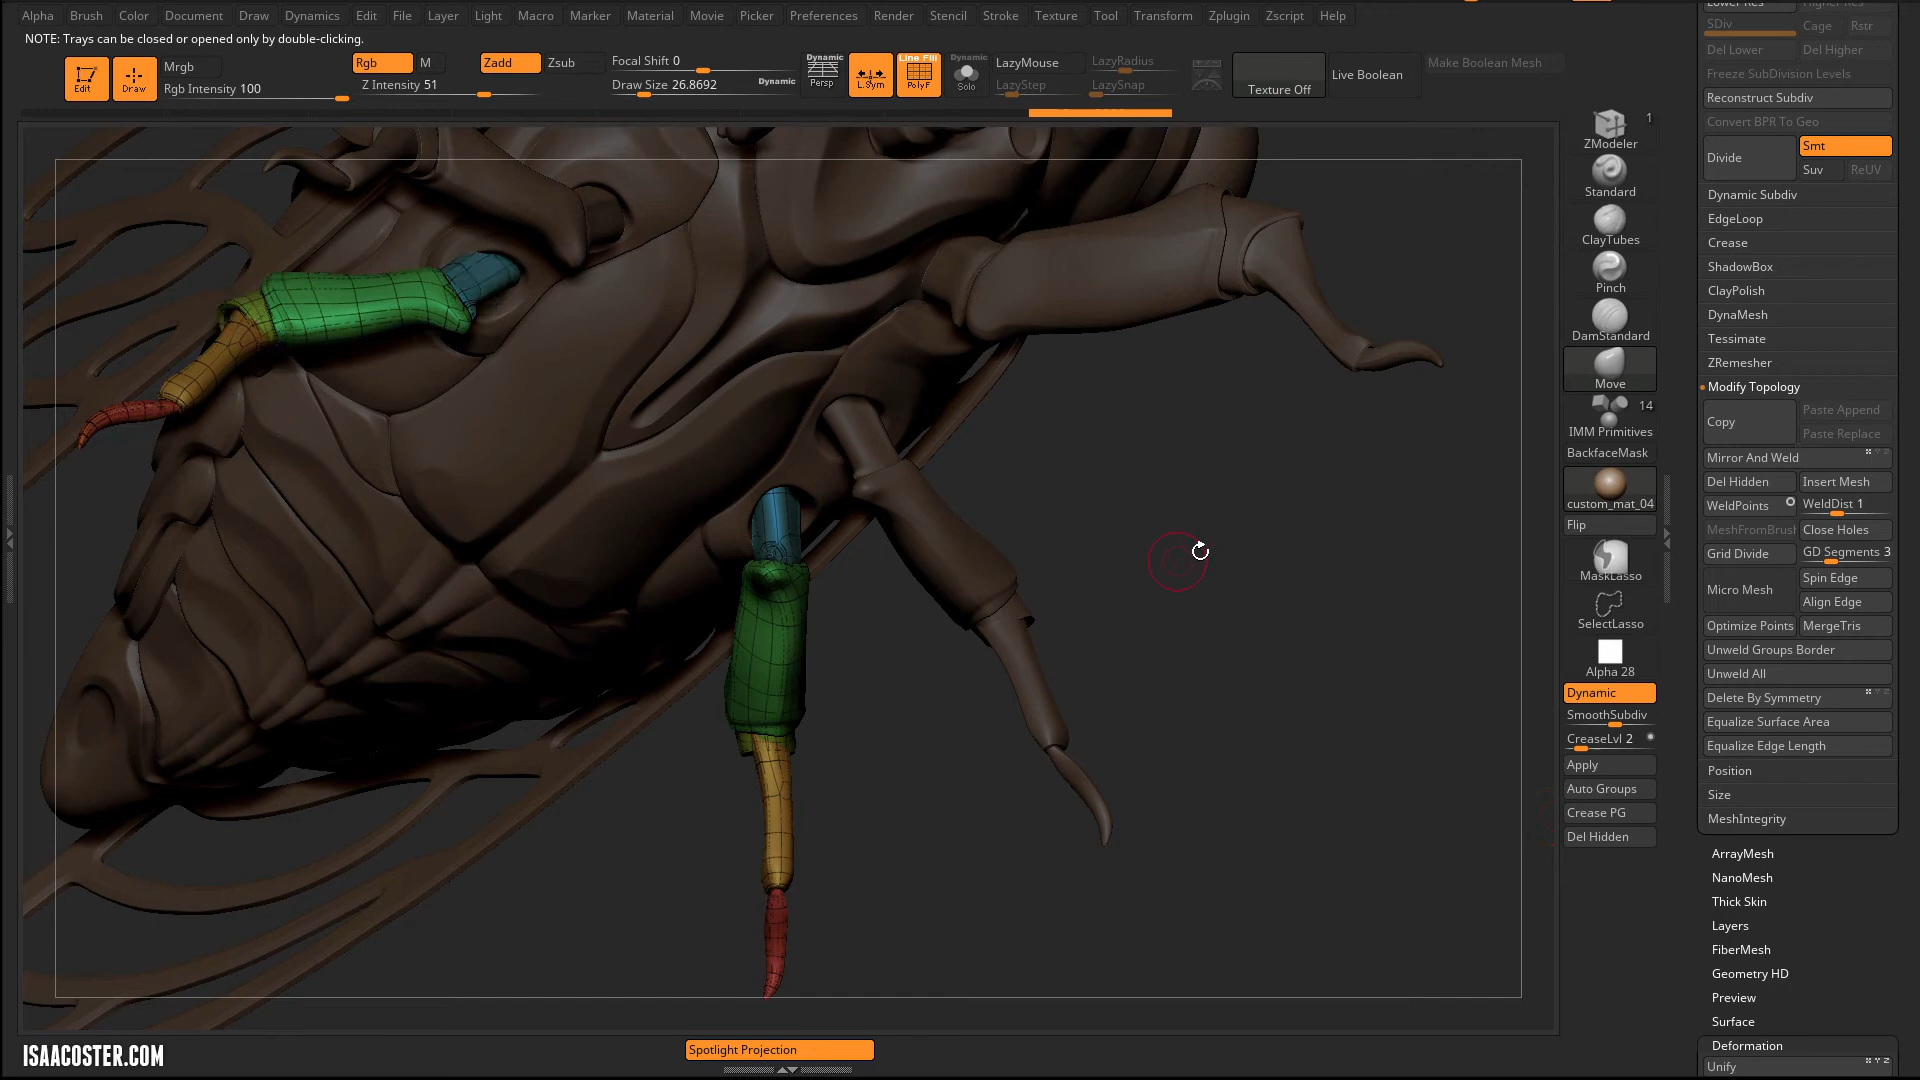 Alpha Brush Color Document Draw Dynamics Edit File Layer Light Macro Marker Material Movie Picker Preferences Render Stencil Stroke Texture Tool Transform Zplugin Zscript Help
NOTE: Trays can be closed or opened only by double-clicking.
Edit
Draw
Mrgb
Rgb Intensity 100
Rgb M
Z Intensity 51
Zadd Zsub
Focal Shift 0
Draw Size 26.8692
Dynamic
Dynamic
Persp
L.Sym
Line Fill
PolyF
Dynamic
Solo
LazyMouse LazyRadius
LazyStep LazySnap
Texture Off
Live Boolean
Make Boolean Mesh
1
ZModeler
Standard
ClayTubes
Pinch
DamStandard
Move
14
IMM Primitives
BackfaceMask
custom_mat_04
Flip
MaskLasso
SelectLasso
Alpha 28
Dynamic
SmoothSubdiv
CreaseLvl 2
Apply
Auto Groups
Crease PG
Del Hidden
Lower Res Higher Res
SDiv Cage Rstr
Del Lower Del Higher
Freeze SubDivision Levels
Reconstruct Subdiv
Convert BPR To Geo
Divide
Smt
Suv ReUV
Dynamic Subdiv
EdgeLoop
Crease
ShadowBox
ClayPolish
DynaMesh
Tessimate
ZRemesher
Modify Topology
Copy
Paste Append
Paste Replace
Mirror And Weld
Del Hidden Insert Mesh
WeldPoints WeldDist 1
MeshFromBrush Close Holes
Grid Divide GD Segments 3
Micro Mesh
Spin Edge
Align Edge
Optimize Points MergeTris
Unweld Groups Border
Unweld All
Delete By Symmetry
Equalize Surface Area
Equalize Edge Length
Position
Size
MeshIntegrity
ArrayMesh
NanoMesh
Thick Skin
Layers
FiberMesh
Geometry HD
Preview
Surface
Deformation
Unify
ISAACOSTER.COM
Spotlight Projection